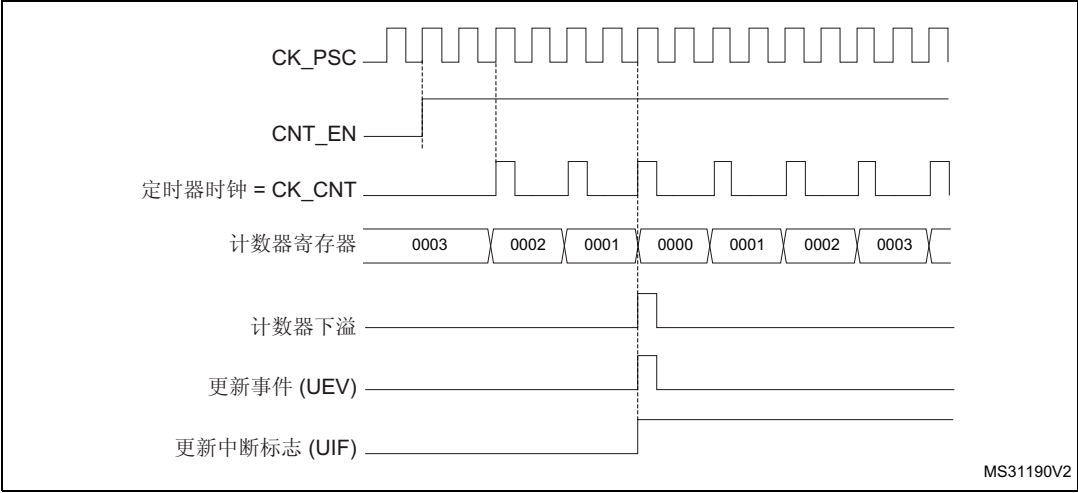 CK_PSC
CNT_EN
定时器时钟 = CK_CNT
计数器寄存器 0003 0002 0001 0000 0001 0002 0003
计数器下溢
更新事件 (UEV)
更新中断标志 (UIF)
MS31190V2